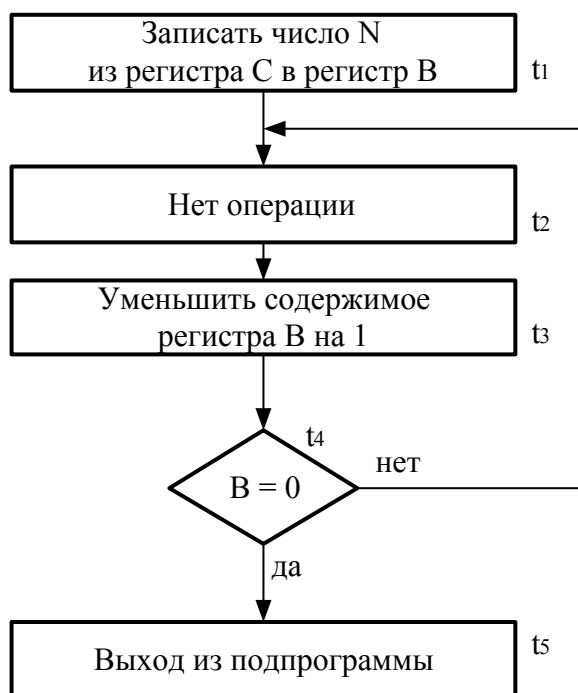 Записать число N
из регистра С в регистр В
t1
Нет операции
t2
Уменьшить содержимое
регистра В на 1
t3
t4
В = 0
нет
да
Выход из подпрограммы
t5